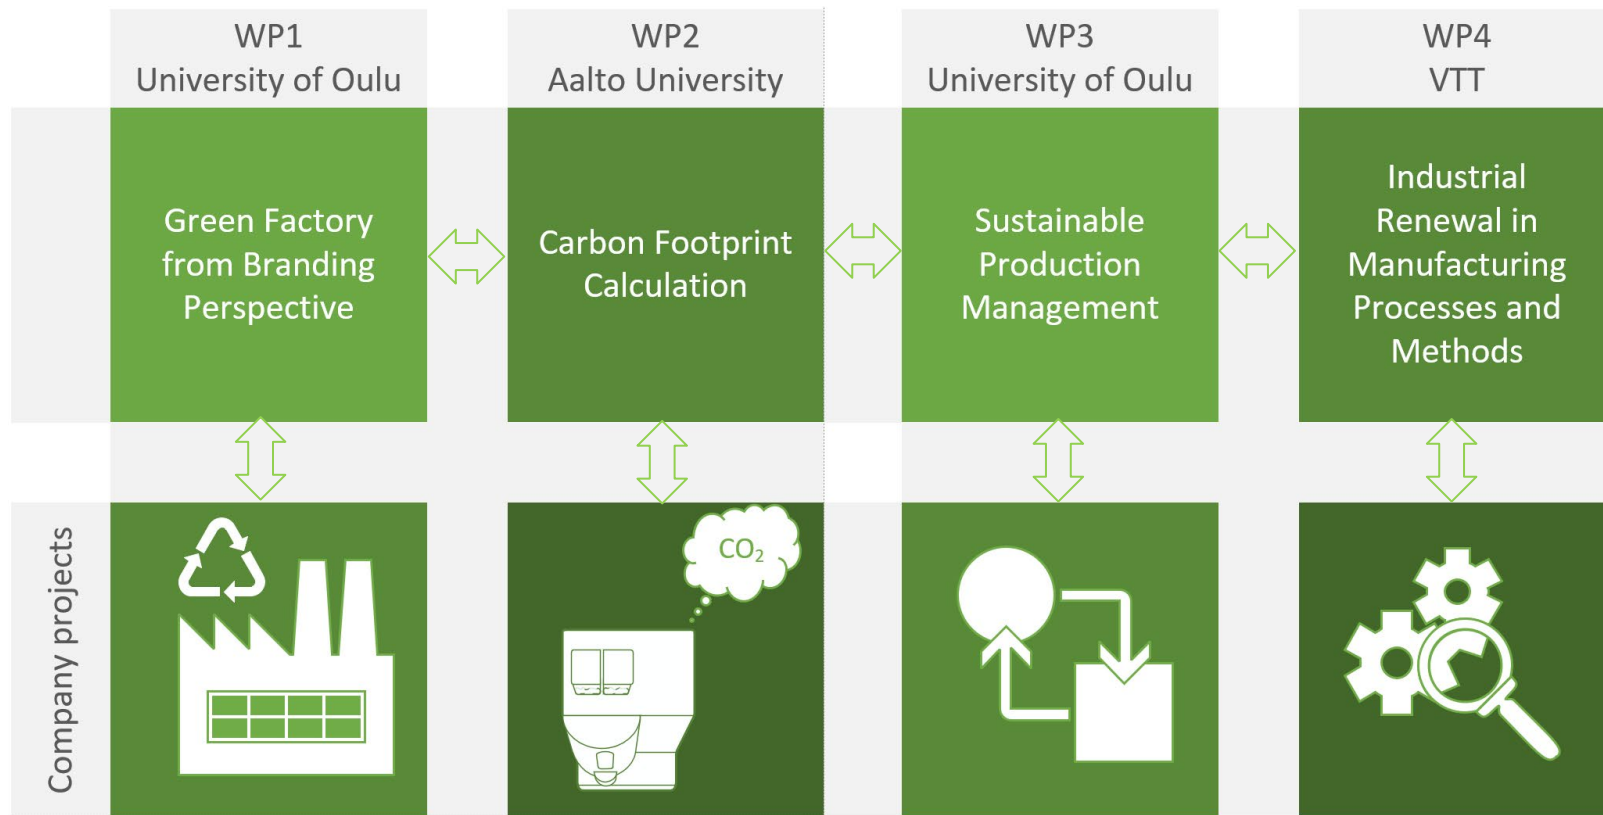 WP1
University of Oulu
WP2
Aalto University
WP3
University of Oulu
WP4
VTT
Green Factory
from Branding
Perspective
Carbon Footprint
Calculation
Sustainable
Production
Management
Industrial
Renewal in
Manufacturing
Processes and
Methods
Company projects
CO₂